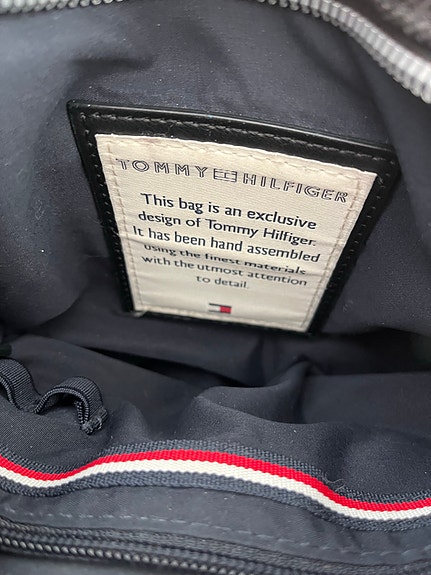 TOMMY HILFIGER
This bag is an exclusive
design of Tommy Hilfiger.
It has been hand assembled
using the finest materials
with the utmost attention
to detail.